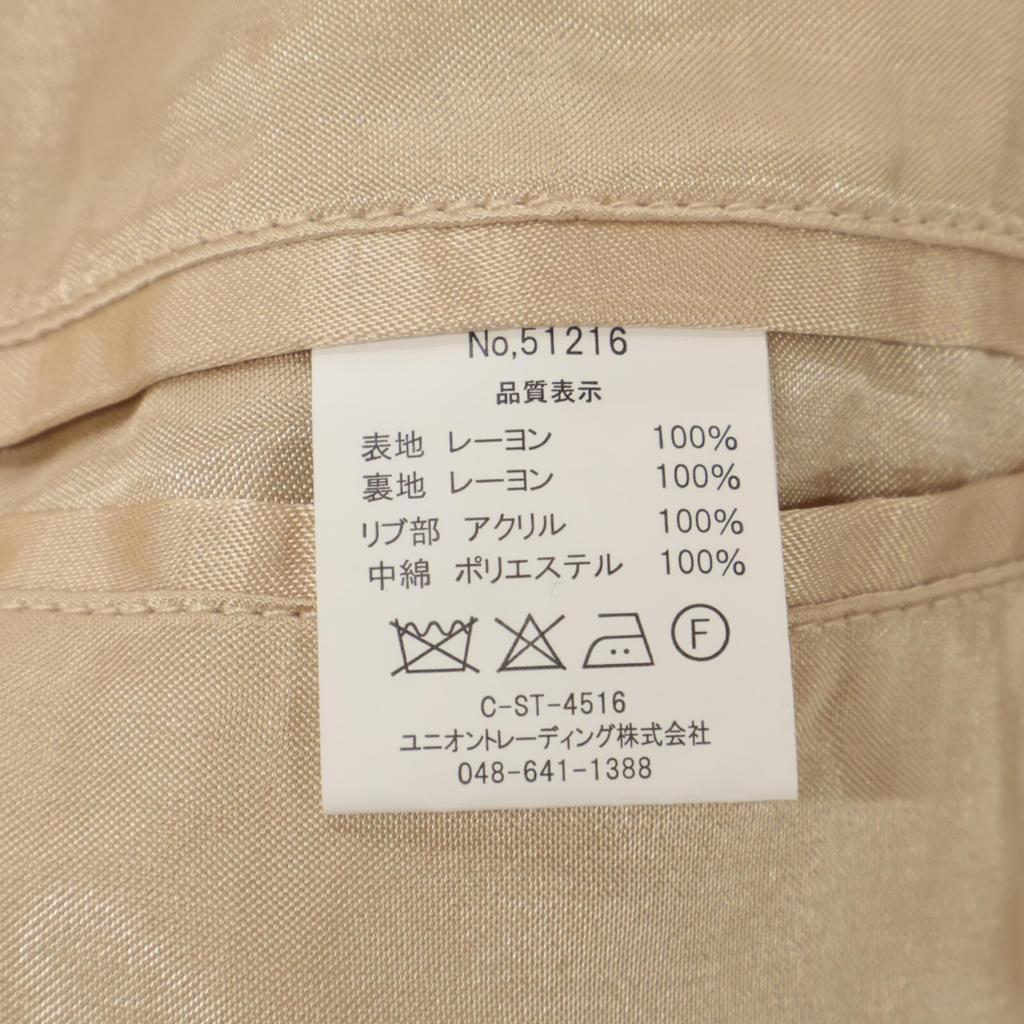 No,51216
品質表示
表地 レーヨン 100%
裏地 レーヨン 100%
リブ部 アクリル 100%
中綿 ポリエステル 100%
F
C-ST-4516
ユニオントレーディング株式会社
048-641-1388